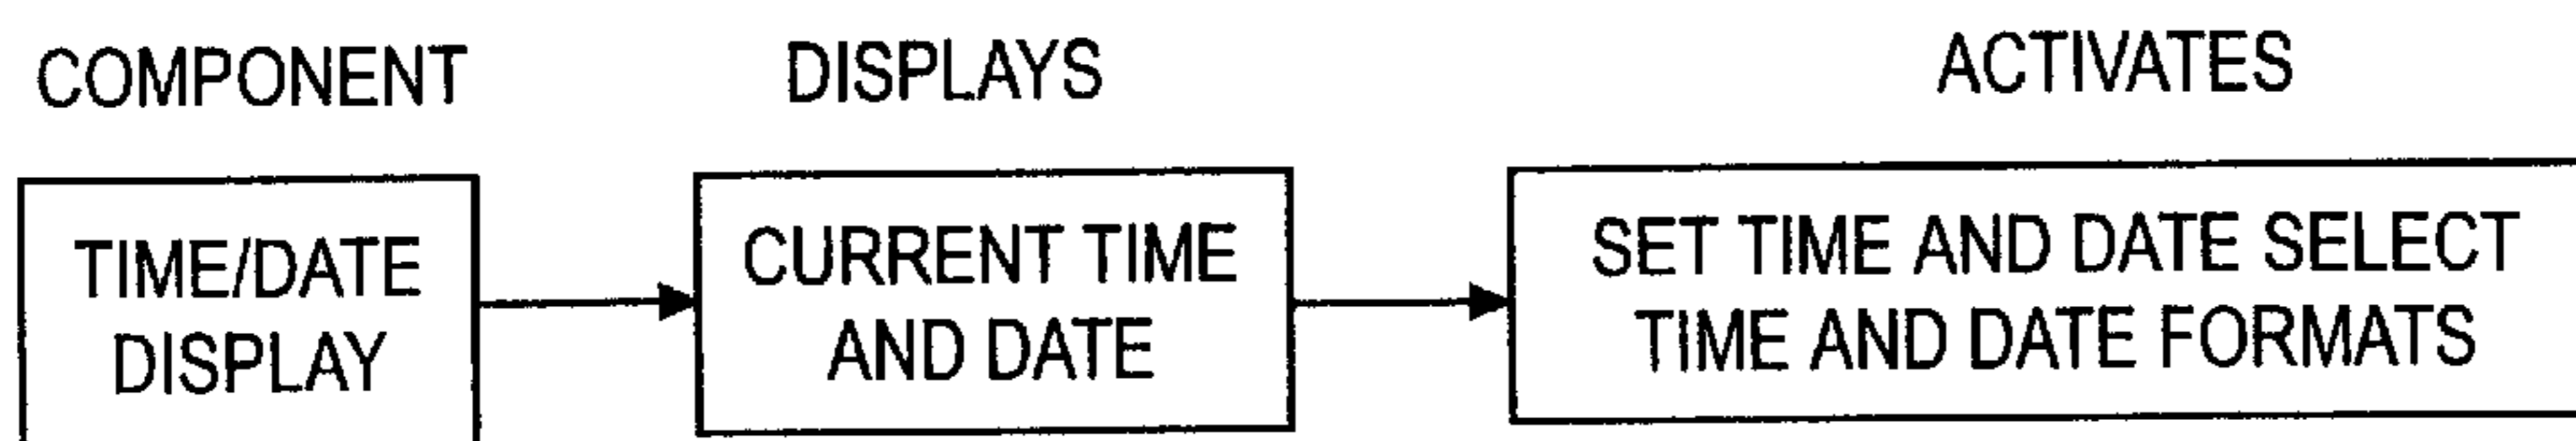 COMPONENT
DISPLAYS
ACTIVATES
TIME/DATE
DISPLAY
CURRENT TIME
AND DATE
SET TIME AND DATE SELECT
TIME AND DATE FORMATS